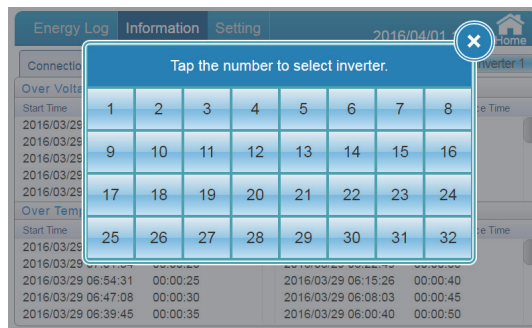 Energy Log Information Setting
2016/04/01
Home
Tap the number to select inverter.
Connectio
nverter 1
Over Volta
Start Time
ce Time
1 2 3 4 5 6 7 8
2016/03/29
2016/03/29
2016/03/29
2016/03/29
2016/03/29
9 10 11 12 13 14 15 16
17 18 19 20 21 22 23 24
Over Temp
Start Time
ce Time
25 26 27 28 29 30 31 32
2016/03/29
2016/03/29
2016/03/29 06:54:31 00:00:25 2016/03/29 06:15:26 00:00:40
2016/03/29 06:47:08 00:00:30 2016/03/29 06:08:03 00:00:45
2016/03/29 06:39:45 00:00:35 2016/03/29 06:00:40 00:00:50